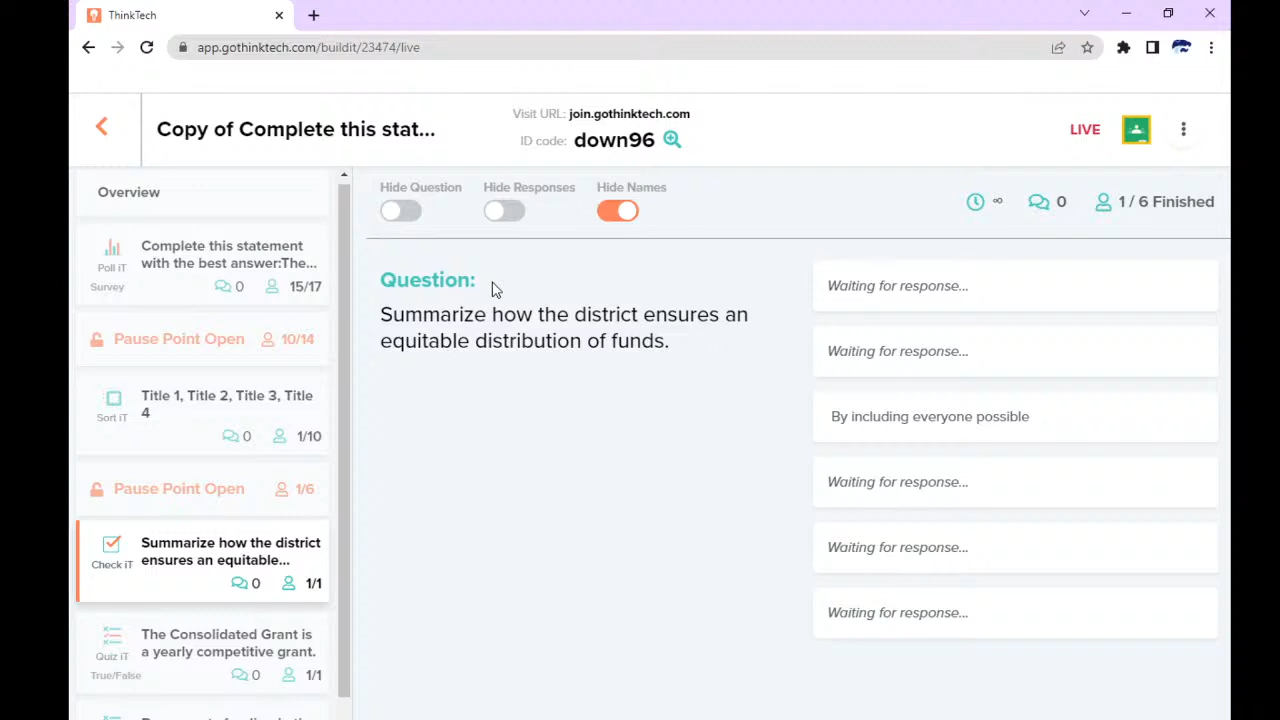 ThinkTech
app.gothinktech.com/buildit/23474/live
Copy of Complete this stat...
Visit URL: join.gothinktech.com
ID code: down96
LIVE
Overview
Complete this statement
with the best answer:The...
Poll iT
Survey
0
15/17
Pause Point Open
10/14
Title 1, Title 2, Title 3, Title
4
Sort iT
0
1/10
Pause Point Open
1/6
Summarize how the district
ensures an equitable...
Check iT
0
1/1
The Consolidated Grant is
a yearly competitive grant.
Quiz iT
True/False
0
1/1
Hide Question
Hide Responses
Hide Names
∞
0
1 / 6 Finished
Question:
Summarize how the district ensures an
equitable distribution of funds.
Waiting for response...
Waiting for response...
By including everyone possible
Waiting for response...
Waiting for response...
Waiting for response...